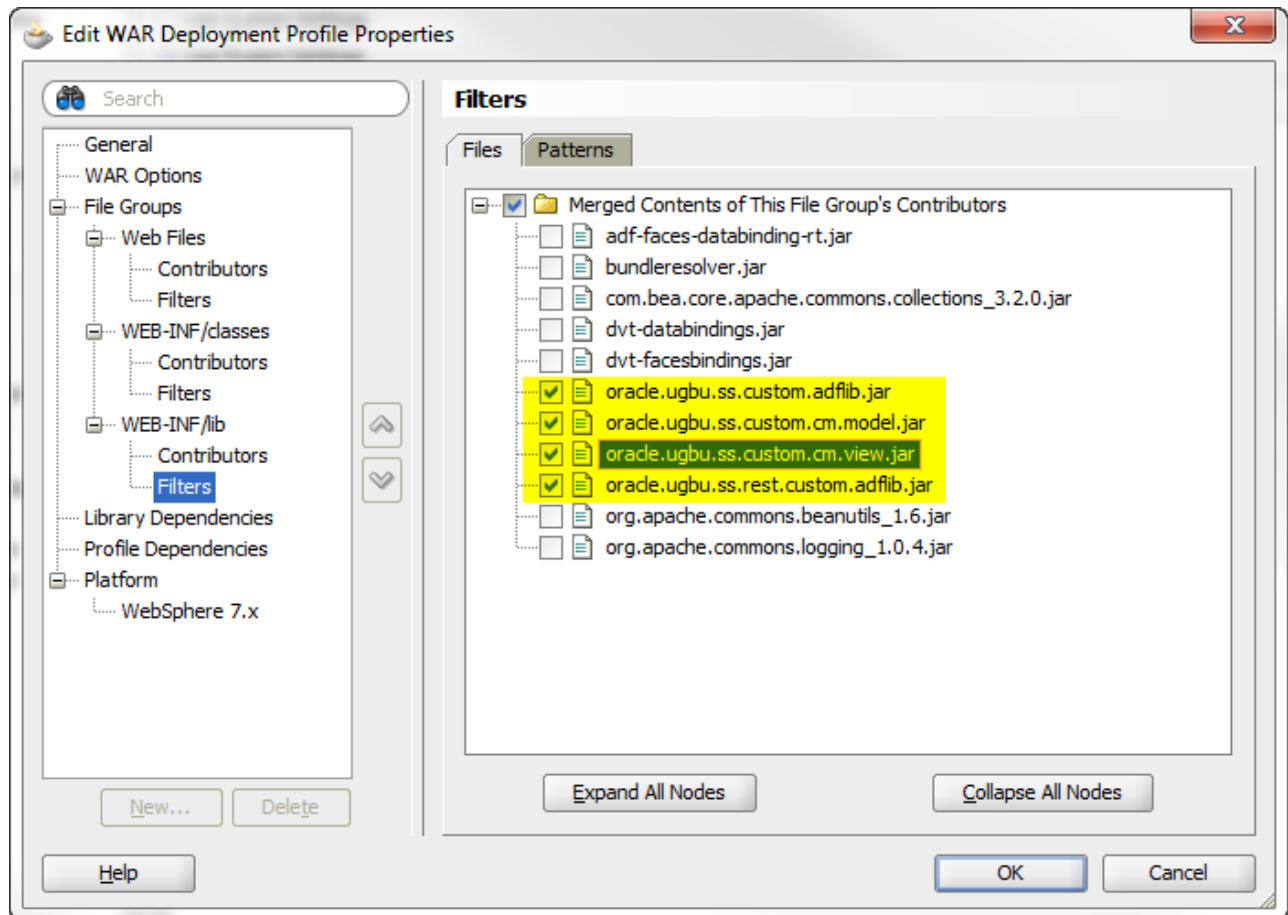 Edit WAR Deployment Profile Properties
Search
General
WAR Options
File Groups
Web Files
Contributors
Filters
WEB-INF/classes
Contributors
Filters
WEB-INF/lib
Contributors
Filters
Library Dependencies
Profile Dependencies
Platform
WebSphere 7.x
New...
Delete
Filters
Files
Patterns
Merged Contents of This File Group's Contributors
adf-faces-databinding-rt.jar
bundleresolver.jar
com.bea.core.apache.commons.collections_3.2.0.jar
dvt-databindings.jar
dvt-facesbindings.jar
oracle.ugbu.ss.custom.adflib.jar
oracle.ugbu.ss.custom.cm.model.jar
oracle.ugbu.ss.custom.cm.view.jar
oracle.ugbu.ss.rest.custom.adflib.jar
org.apache.commons.beanutils_1.6.jar
org.apache.commons.logging_1.0.4.jar
Expand All Nodes
Collapse All Nodes
Help
OK
Cancel